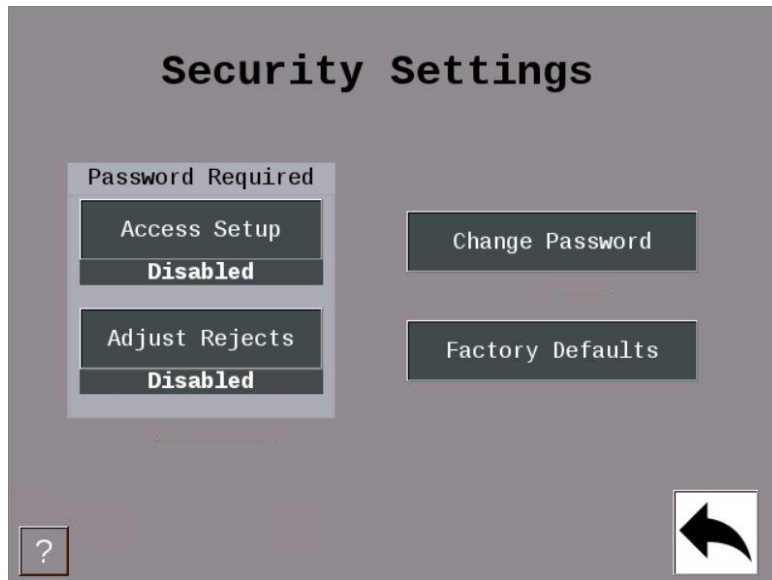 Security Settings
Password Required
Access Setup
Disabled
Adjust Rejects
Disabled
Change Password
Factory Defaults
?